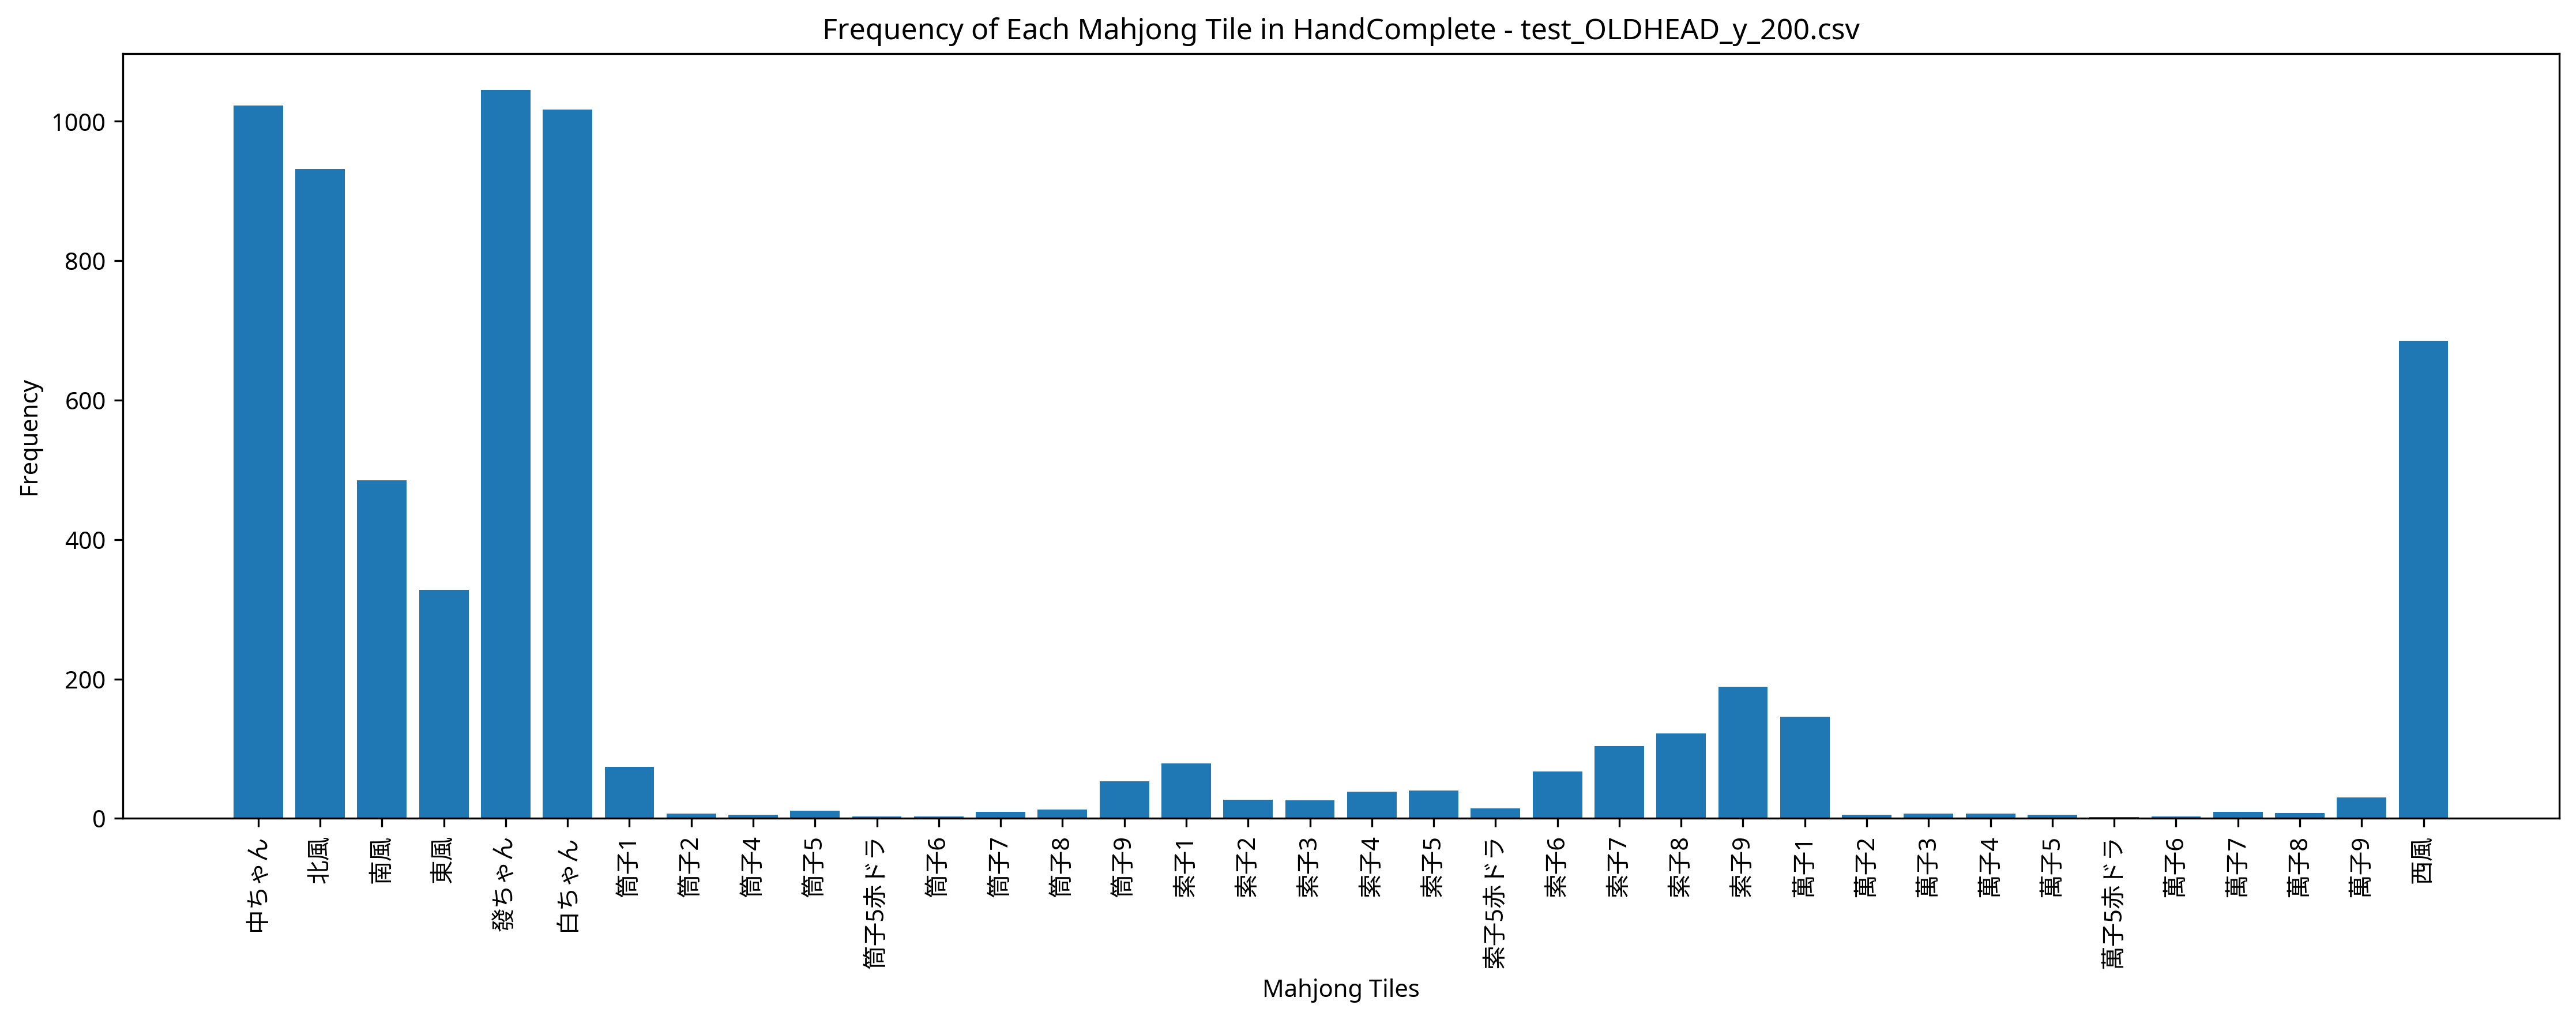 Frequency of Each Mahjong Tile in HandComplete - test_OLDHEAD_y_200.csv
Frequency
1000
800
600
400
200
0
中ちゃん
北風
南風
東風
發ちゃん
白ちゃん
筒子1
筒子2
筒子4
筒子5
筒子5赤ドラ
筒子6
筒子7
筒子8
筒子9
索子1
索子2
索子3
索子4
索子5
索子5赤ドラ
索子6
索子7
索子8
索子9
萬子1
萬子2
萬子3
萬子4
萬子5
萬子5赤ドラ
萬子6
萬子7
萬子8
萬子9
西風
Mahjong Tiles